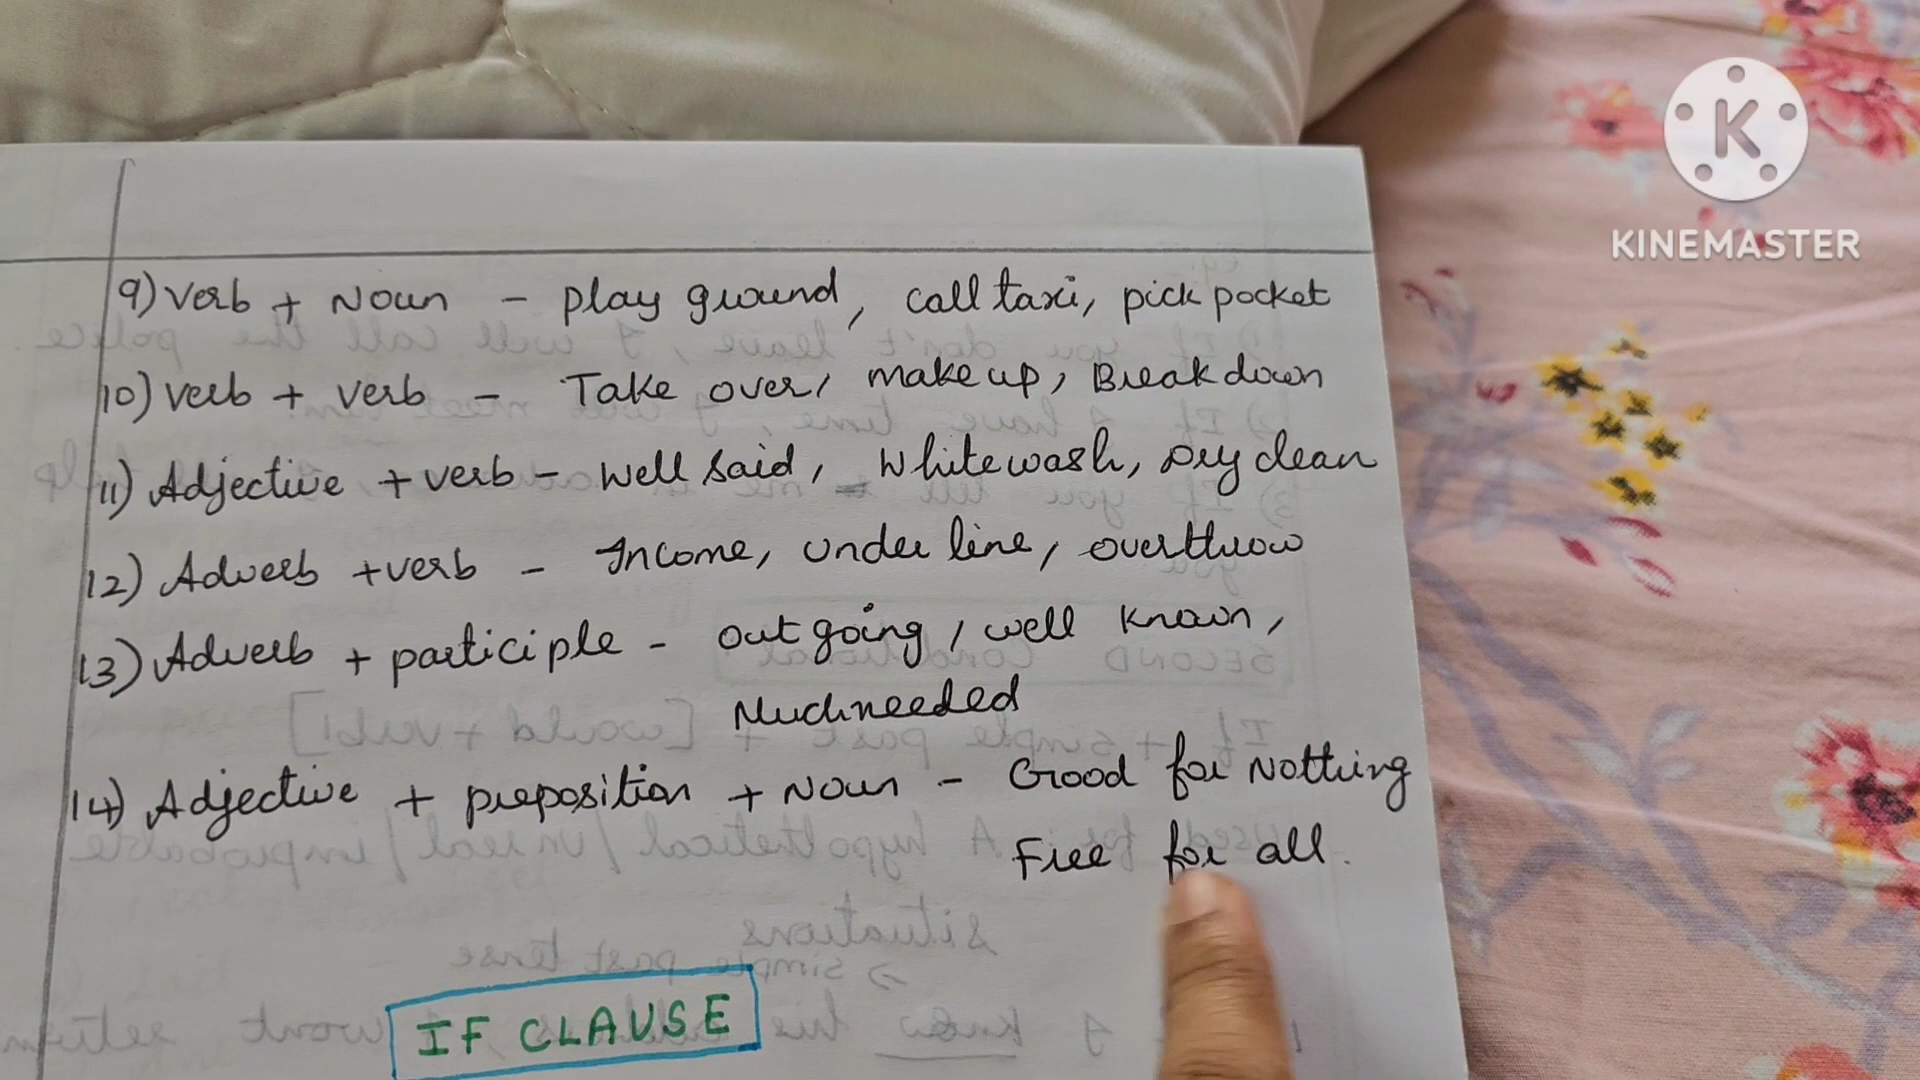 KINEMASTER
9) Verb + Noun - play ground, call taxi, pick pocket
10) Verb + Verb - Take over, make up, Break down
11) Adjective + verb - Well said, White wash, Dry clean
12) Adverb + verb - Income, under line, overthrow
13) Adverb + participle - out going, well known,
Muchneeded
14) Adjective + preposition + Noun - Good for Nothing
Free for all.
IF CLAUSE